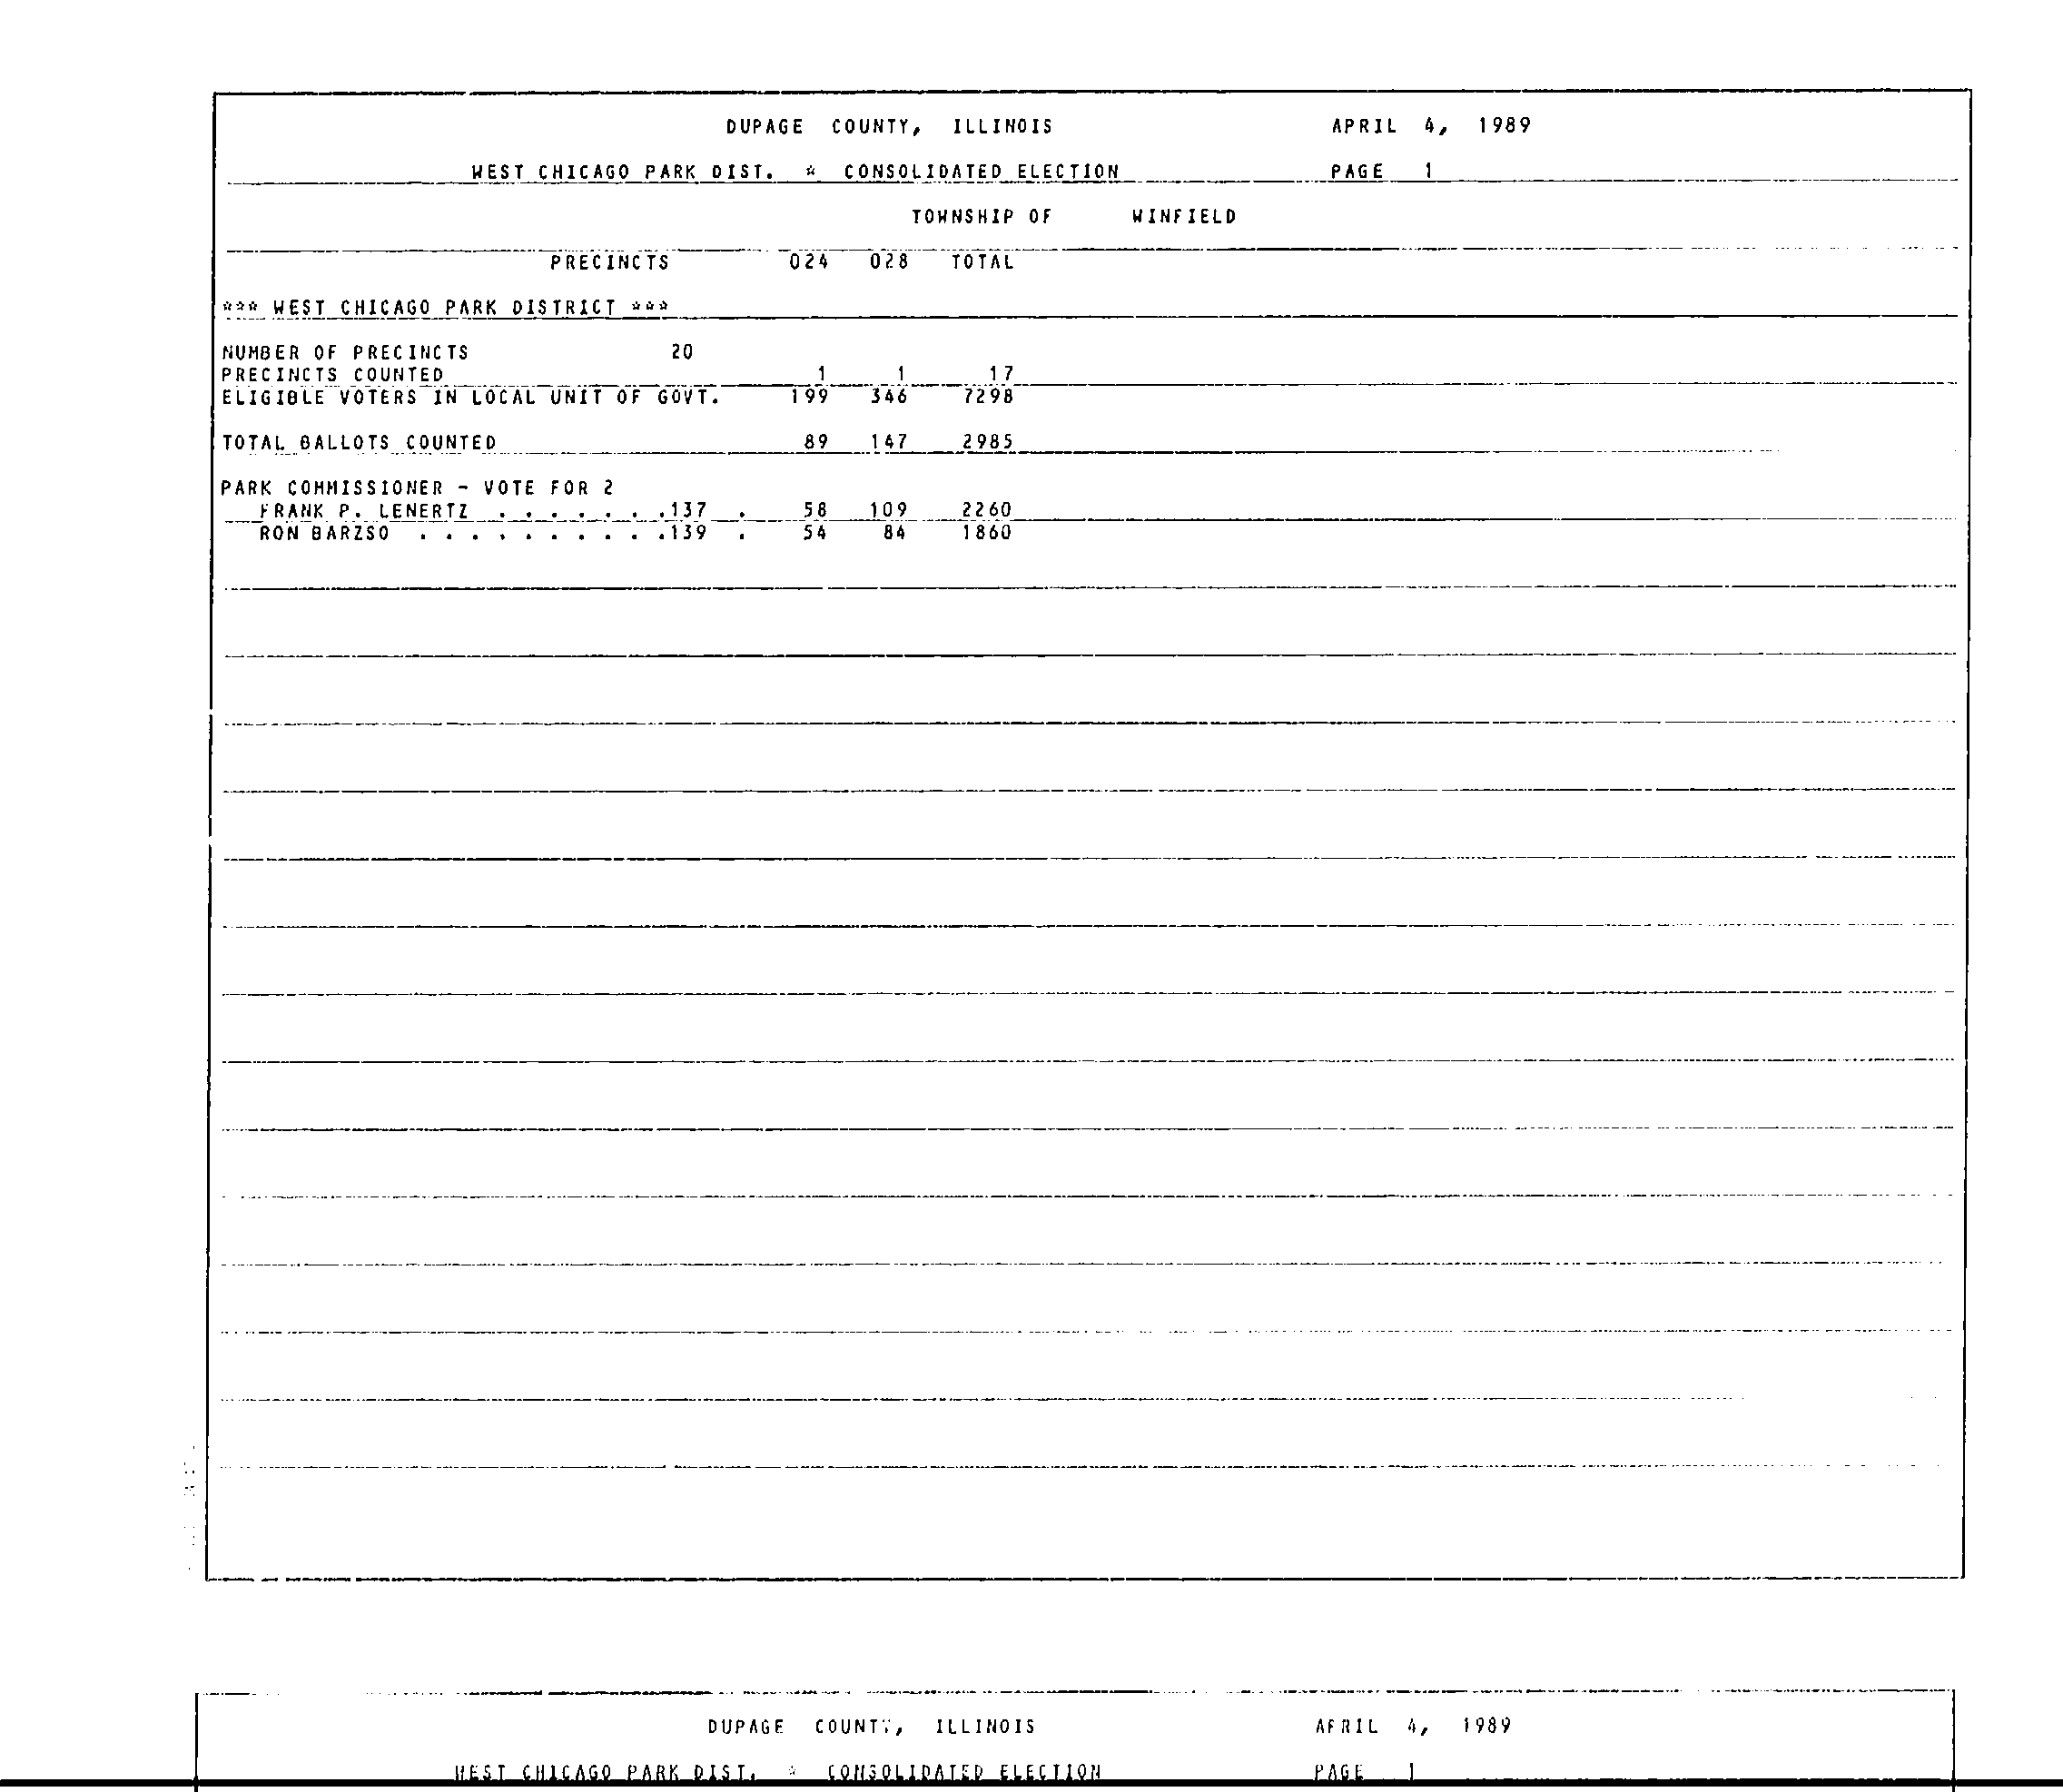 DUPAGE COUNTY, ILLINOIS APRIL 4, 1989
WEST CHICAGO PARK DIST. * CONSOLIDATED ELECTION PAGE 1
TOWNSHIP OF WINFIELD
PRECINCTS 024 028 TOTAL
*** WEST CHICAGO PARK DISTRICT ***
NUMBER OF PRECINCTS 20
PRECINCTS COUNTED 1 1 17
ELIGIBLE VOTERS IN LOCAL UNIT OF GOVT. 199 346 7298
TOTAL BALLOTS COUNTED 89 147 2985
PARK COMMISSIONER - VOTE FOR 2
FRANK P. LENERTZ . . . . . . .137 . 58 109 2260
RON BARZSO . . . . . . . . . .139 . 54 84 1860
DUPAGE COUNTY, ILLINOIS APRIL 4, 1989
WEST CHICAGO PARK DIST. * CONSOLIDATED ELECTION PAGE 1